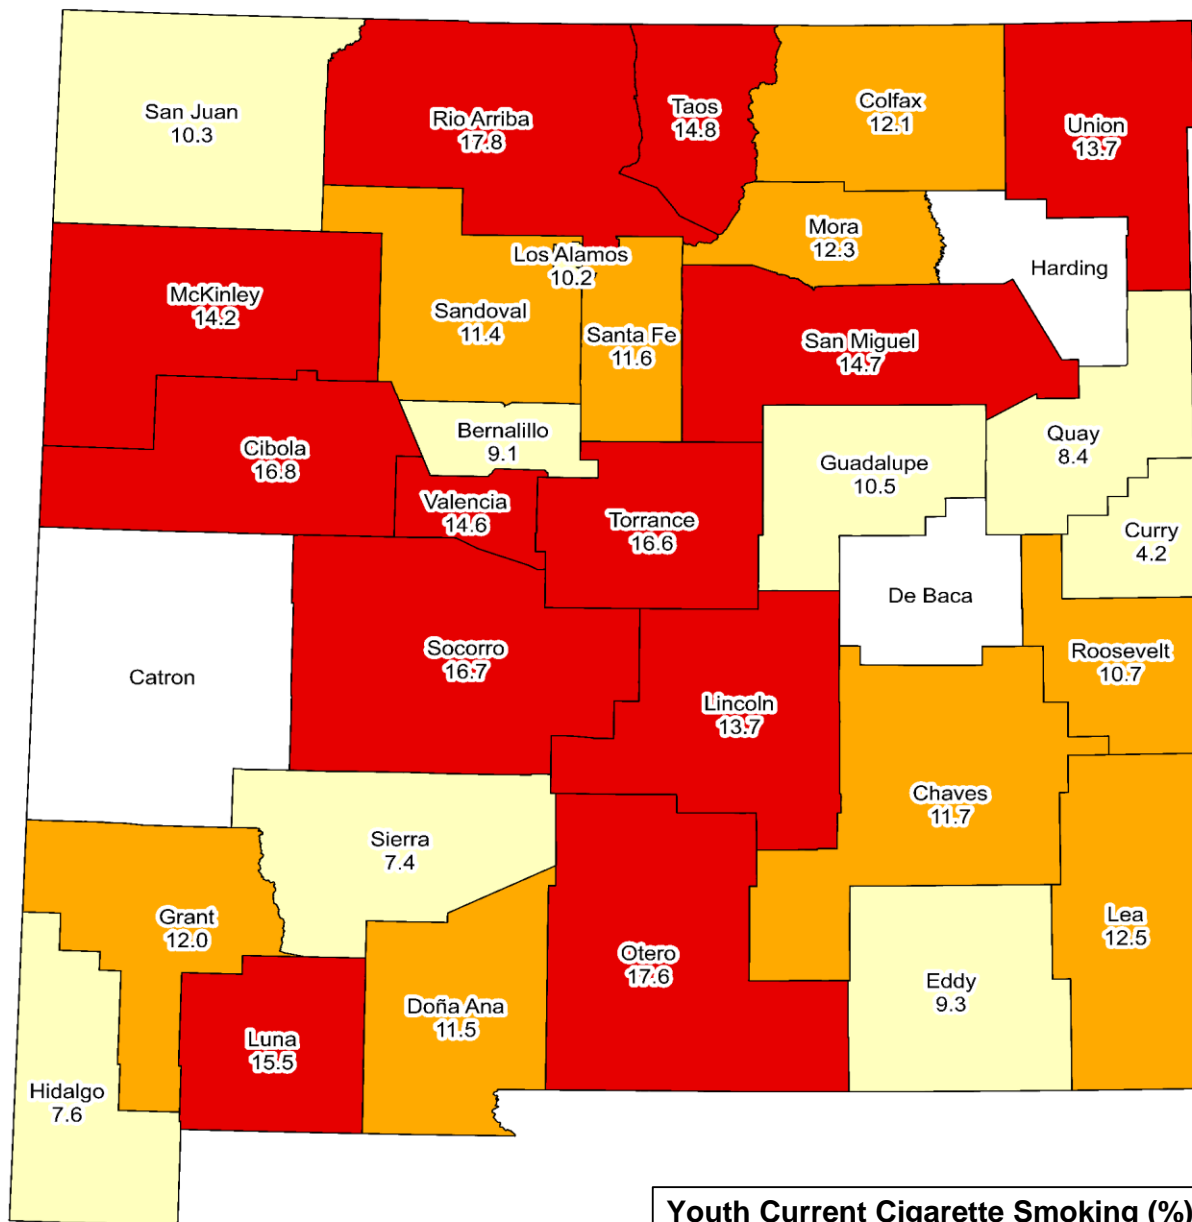 San Juan
10.3
Rio Arriba
17.8
Taos
14.8
Colfax
12.1
Union
13.7
Mora
12.3
Harding
Los Alamos
10.2
McKinley
14.2
Sandoval
11.4
Santa Fe
11.6
San Miguel
14.7
Bernalillo
9.1
Cibola
16.8
Guadalupe
10.5
Quay
8.4
Valencia
14.6
Torrance
16.6
Curry
4.2
De Baca
Catron
Socorro
16.7
Roosevelt
10.7
Lincoln
13.7
Chaves
11.7
Sierra
7.4
Grant
12.0
Lea
12.5
Otero
17.6
Eddy
9.3
Doña Ana
11.5
Luna
15.5
Hidalgo
7.6
Youth Current Cigarette Smoking (%)